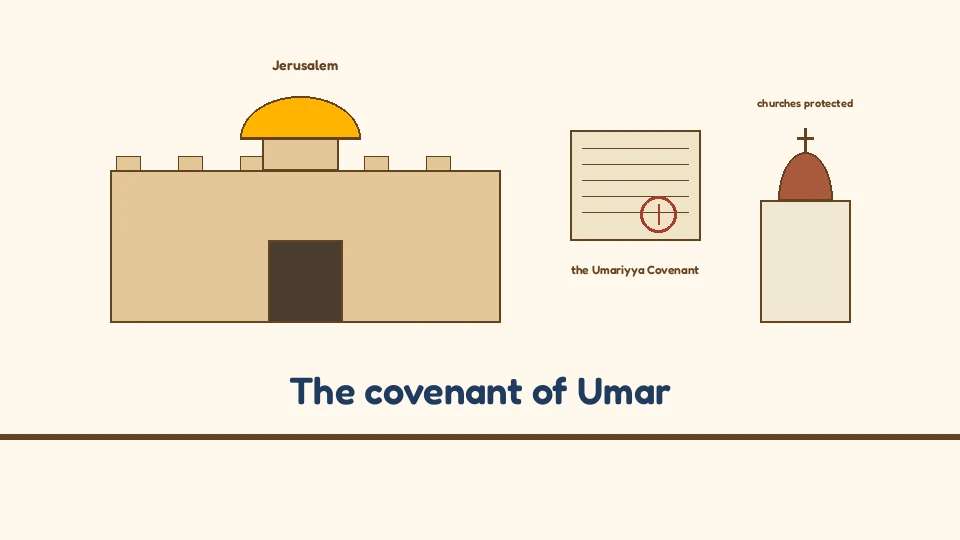 Jerusalem
churches protected
the Umariyya Covenant
The covenant of Umar